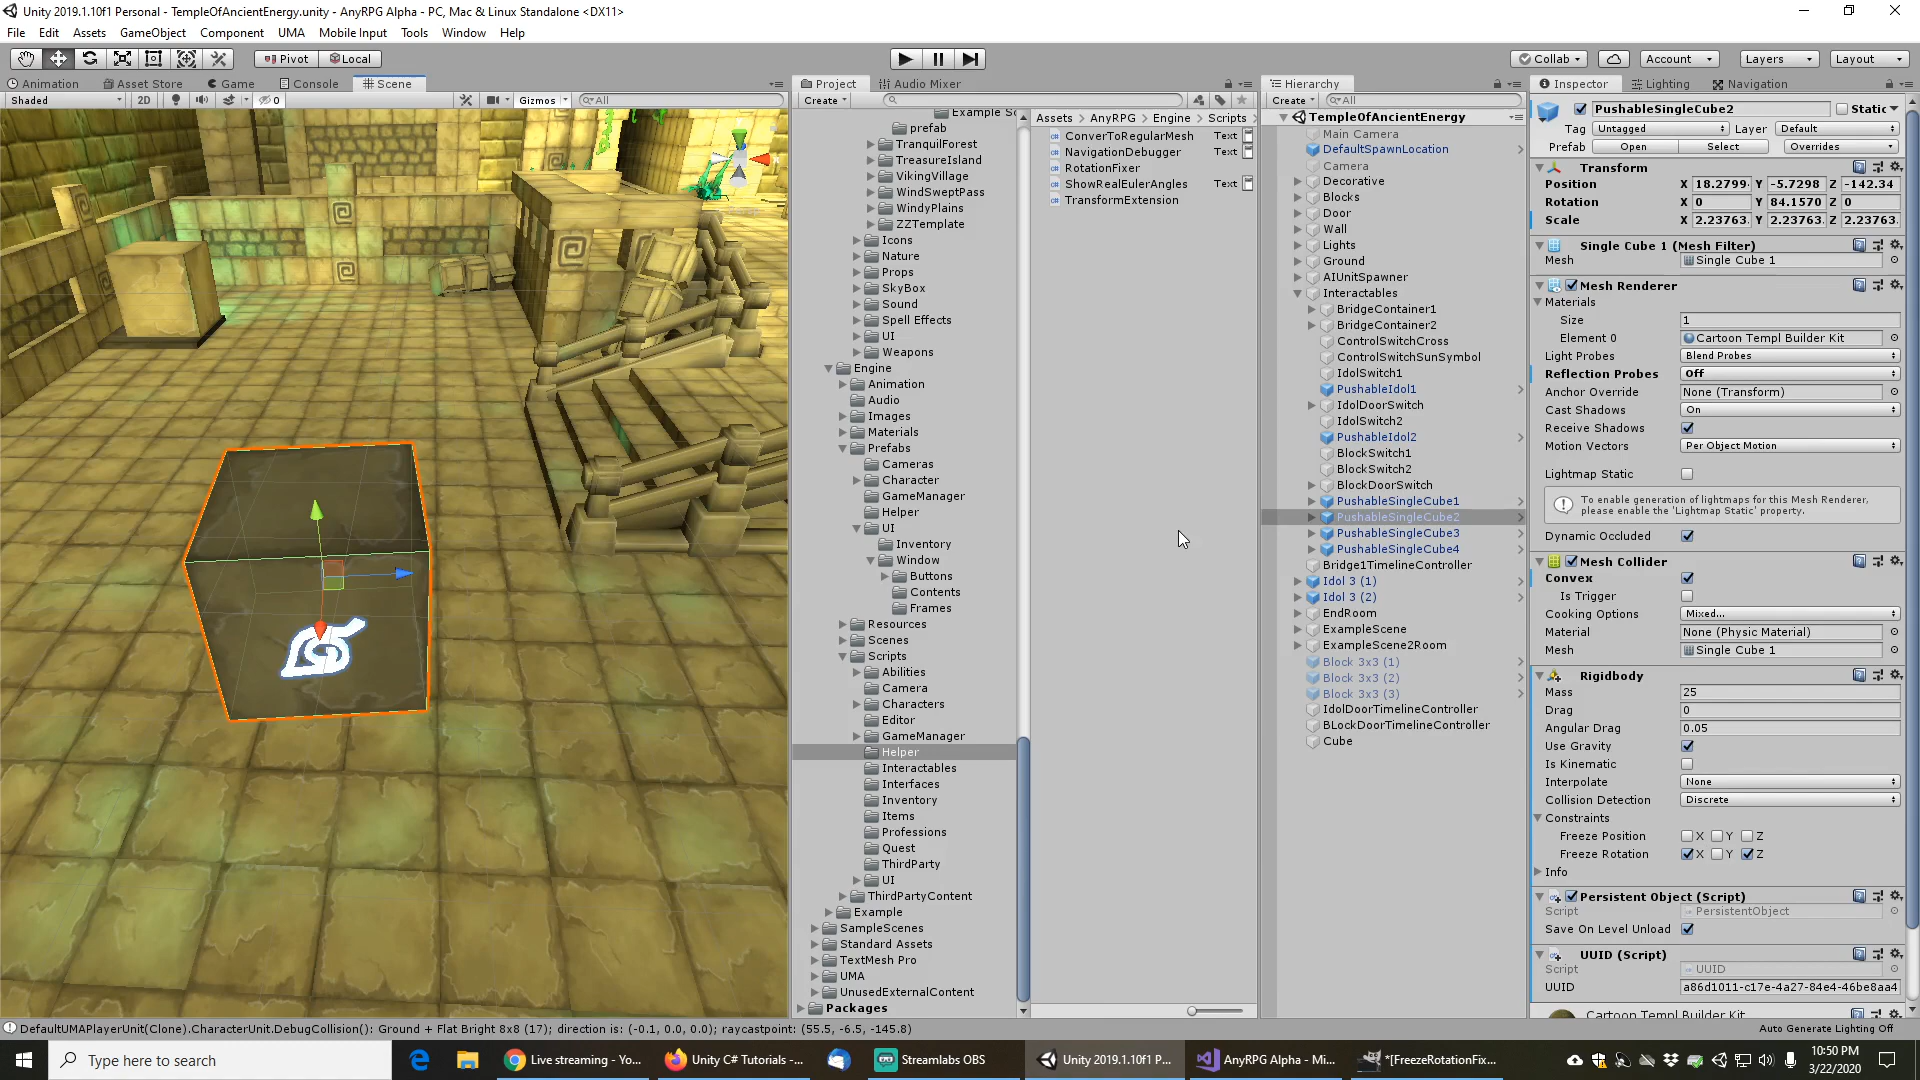 Unity 2019.1.10f1 Personal - TempleOfAncientEnergy.unity - AnyRPG Alpha - PC, Mac & Linux Standalone <DX11>
File Edit Assets GameObject Component UMA Mobile Input Tools Window Help
Pivot Local Collab Account Layers Layout
Animation Asset Store Game Console Scene
Shaded 2D 0 Gizmos All
Project Audio Mixer
Create
Example Sc
prefab
TranquilForest
TreasureIsland
VikingVillage
WindSweptPass
WindyPlains
ZZTemplate
Icons
Nature
Props
SkyBox
Sound
Spell Effects
UI
Weapons
Engine
Animation
Audio
Images
Materials
Prefabs
Cameras
Character
GameManager
Helper
UI
Inventory
Window
Buttons
Contents
Frames
Resources
Scenes
Scripts
Abilities
Camera
Characters
Editor
GameManager
Helper
Interactables
Interfaces
Inventory
Items
Professions
Quest
ThirdParty
UI
ThirdPartyContent
Example
SampleScenes
Standard Assets
TextMesh Pro
UMA
UnusedExternalContent
Packages
Assets AnyRPG Engine Scripts
ConverToRegularMesh Text
NavigationDebugger Text
RotationFixer
ShowRealEulerAngles Text
TransformExtension
Hierarchy
Create All
TempleOfAncientEnergy
Main Camera
DefaultSpawnLocation
Camera
Decorative
Blocks
Door
Wall
Lights
Ground
AIUnitSpawner
Interactables
BridgeContainer1
BridgeContainer2
ControlSwitchCross
ControlSwitchSunSymbol
IdolSwitch1
PushableIdol1
IdolDoorSwitch
IdolSwitch2
PushableIdol2
BlockSwitch1
BlockSwitch2
BlockDoorSwitch
PushableSingleCube1
PushableSingleCube2
PushableSingleCube3
PushableSingleCube4
Bridge1TimelineController
Idol 3 (1)
Idol 3 (2)
EndRoom
ExampleScene
ExampleScene2Room
Block 3x3 (1)
Block 3x3 (2)
Block 3x3 (3)
IdolDoorTimelineController
BLockDoorTimelineController
Cube
Inspector Lighting Navigation
PushableSingleCube2 Static
Tag Untagged Layer Default
Prefab Open Select Overrides
Transform
Position X 18.2799 Y -5.7298 Z -142.34
Rotation X 0 Y 84.1570 Z 0
Scale X 2.23763 Y 2.23763 Z 2.23763
Single Cube 1 (Mesh Filter)
Mesh Single Cube 1
Mesh Renderer
Materials
Size 1
Element 0 Cartoon Templ Builder Kit
Light Probes Blend Probes
Reflection Probes Off
Anchor Override None (Transform)
Cast Shadows On
Receive Shadows
Motion Vectors Per Object Motion
Lightmap Static
To enable generation of lightmaps for this Mesh Renderer,
please enable the 'Lightmap Static' property.
Dynamic Occluded
Mesh Collider
Convex
Is Trigger
Cooking Options Mixed...
Material None (Physic Material)
Mesh Single Cube 1
Rigidbody
Mass 25
Drag 0
Angular Drag 0.05
Use Gravity
Is Kinematic
Interpolate None
Collision Detection Discrete
Constraints
Freeze Position X Y Z
Freeze Rotation X Y Z
Info
Persistent Object (Script)
Script PersistentObject
Save On Level Unload
UUID (Script)
Script UUID
UUID a86d1011-c17e-4a27-84e4-46be8aa4
Cartoon Templ Builder Kit
DefaultUMAPlayerUnit(Clone).CharacterUnit.DebugCollision(): Ground + Flat Bright 8x8 (17); direction is: (-0.1, 0.0, 0.0); raycastpoint: (55.5, -6.5, -145.8)
Auto Generate Lighting Off
Type here to search
Live streaming - Yo...
Unity C# Tutorials -...
Streamlabs OBS
Unity 2019.1.10f1 P...
AnyRPG Alpha - Mi...
*[FreezeRotationFix...
10:50 PM
3/22/2020